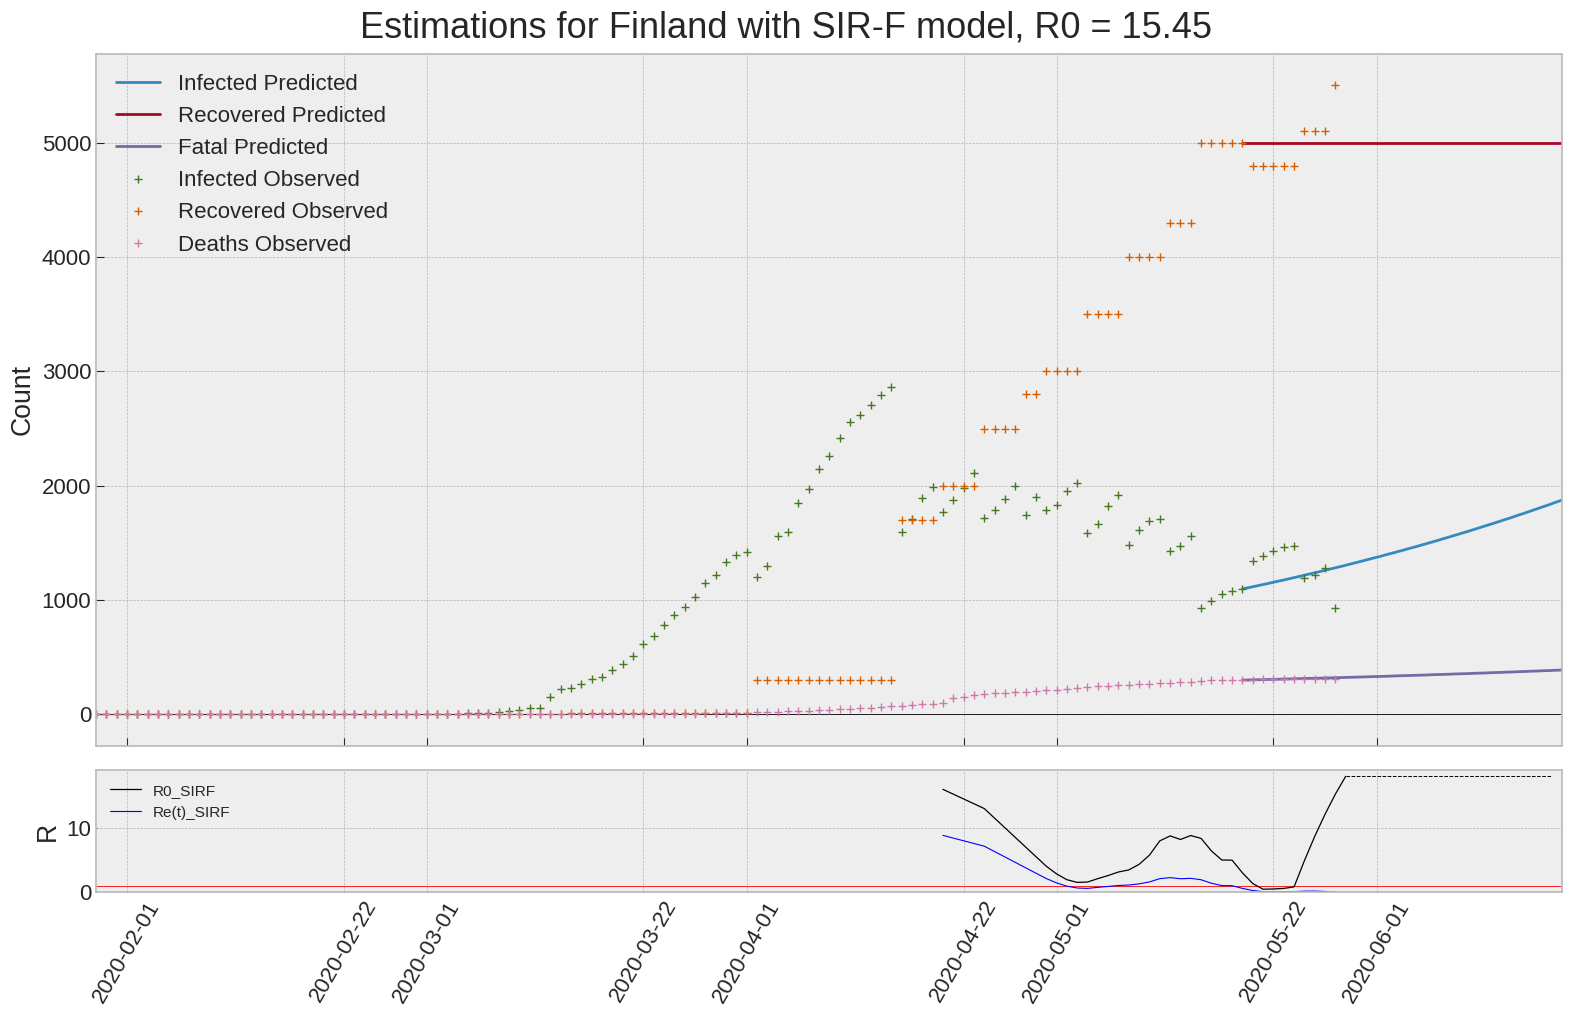 Estimations for Finland with SIR-F model, R0 = 15.45
Infected Predicted
Recovered Predicted
Fatal Predicted
Infected Observed
Recovered Observed
Deaths Observed
Count
5000
4000
3000
2000
1000
0
R0_SIRF
Re(t)_SIRF
R
10
0
2020-02-01
2020-02-22
2020-03-01
2020-03-22
2020-04-01
2020-04-22
2020-05-01
2020-05-22
2020-06-01